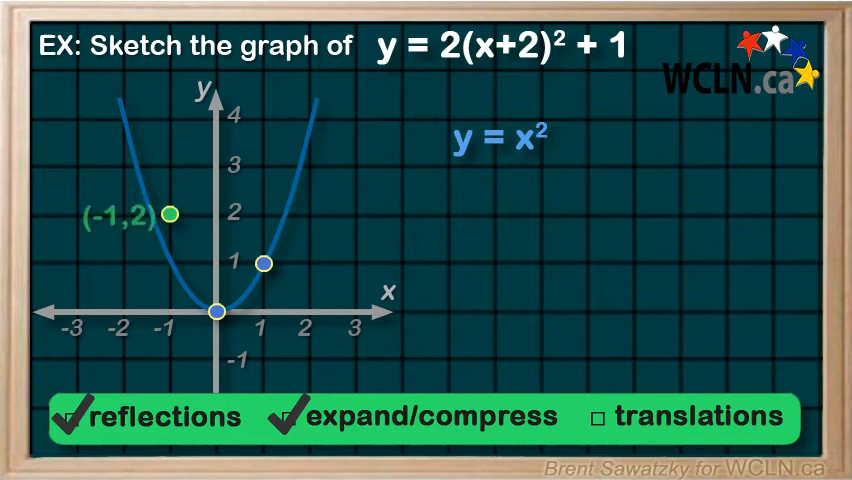 EX: Sketch the graph of y = 2(x+2)² + 1
WCLN.ca
y
4
y = x²
3
(-1,2)
2
1
x
-3 -2 -1 1 2 3
-1
reflections expand/compress translations
Brent Sawatzky for WCLN.ca